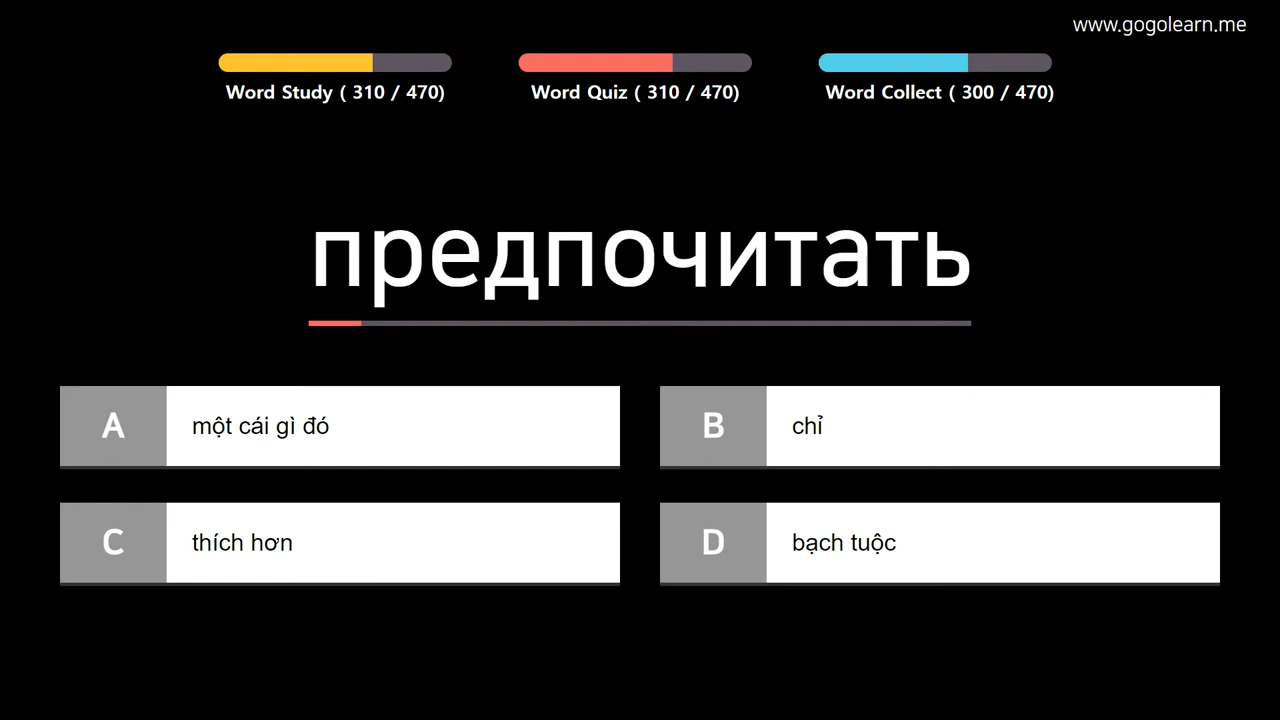 www.gogolearn.me
Word Study ( 310 / 470)
Word Quiz ( 310 / 470)
Word Collect ( 300 / 470)
предпочитать
A một cái gì đó
B chỉ
C thích hơn
D bạch tuộc